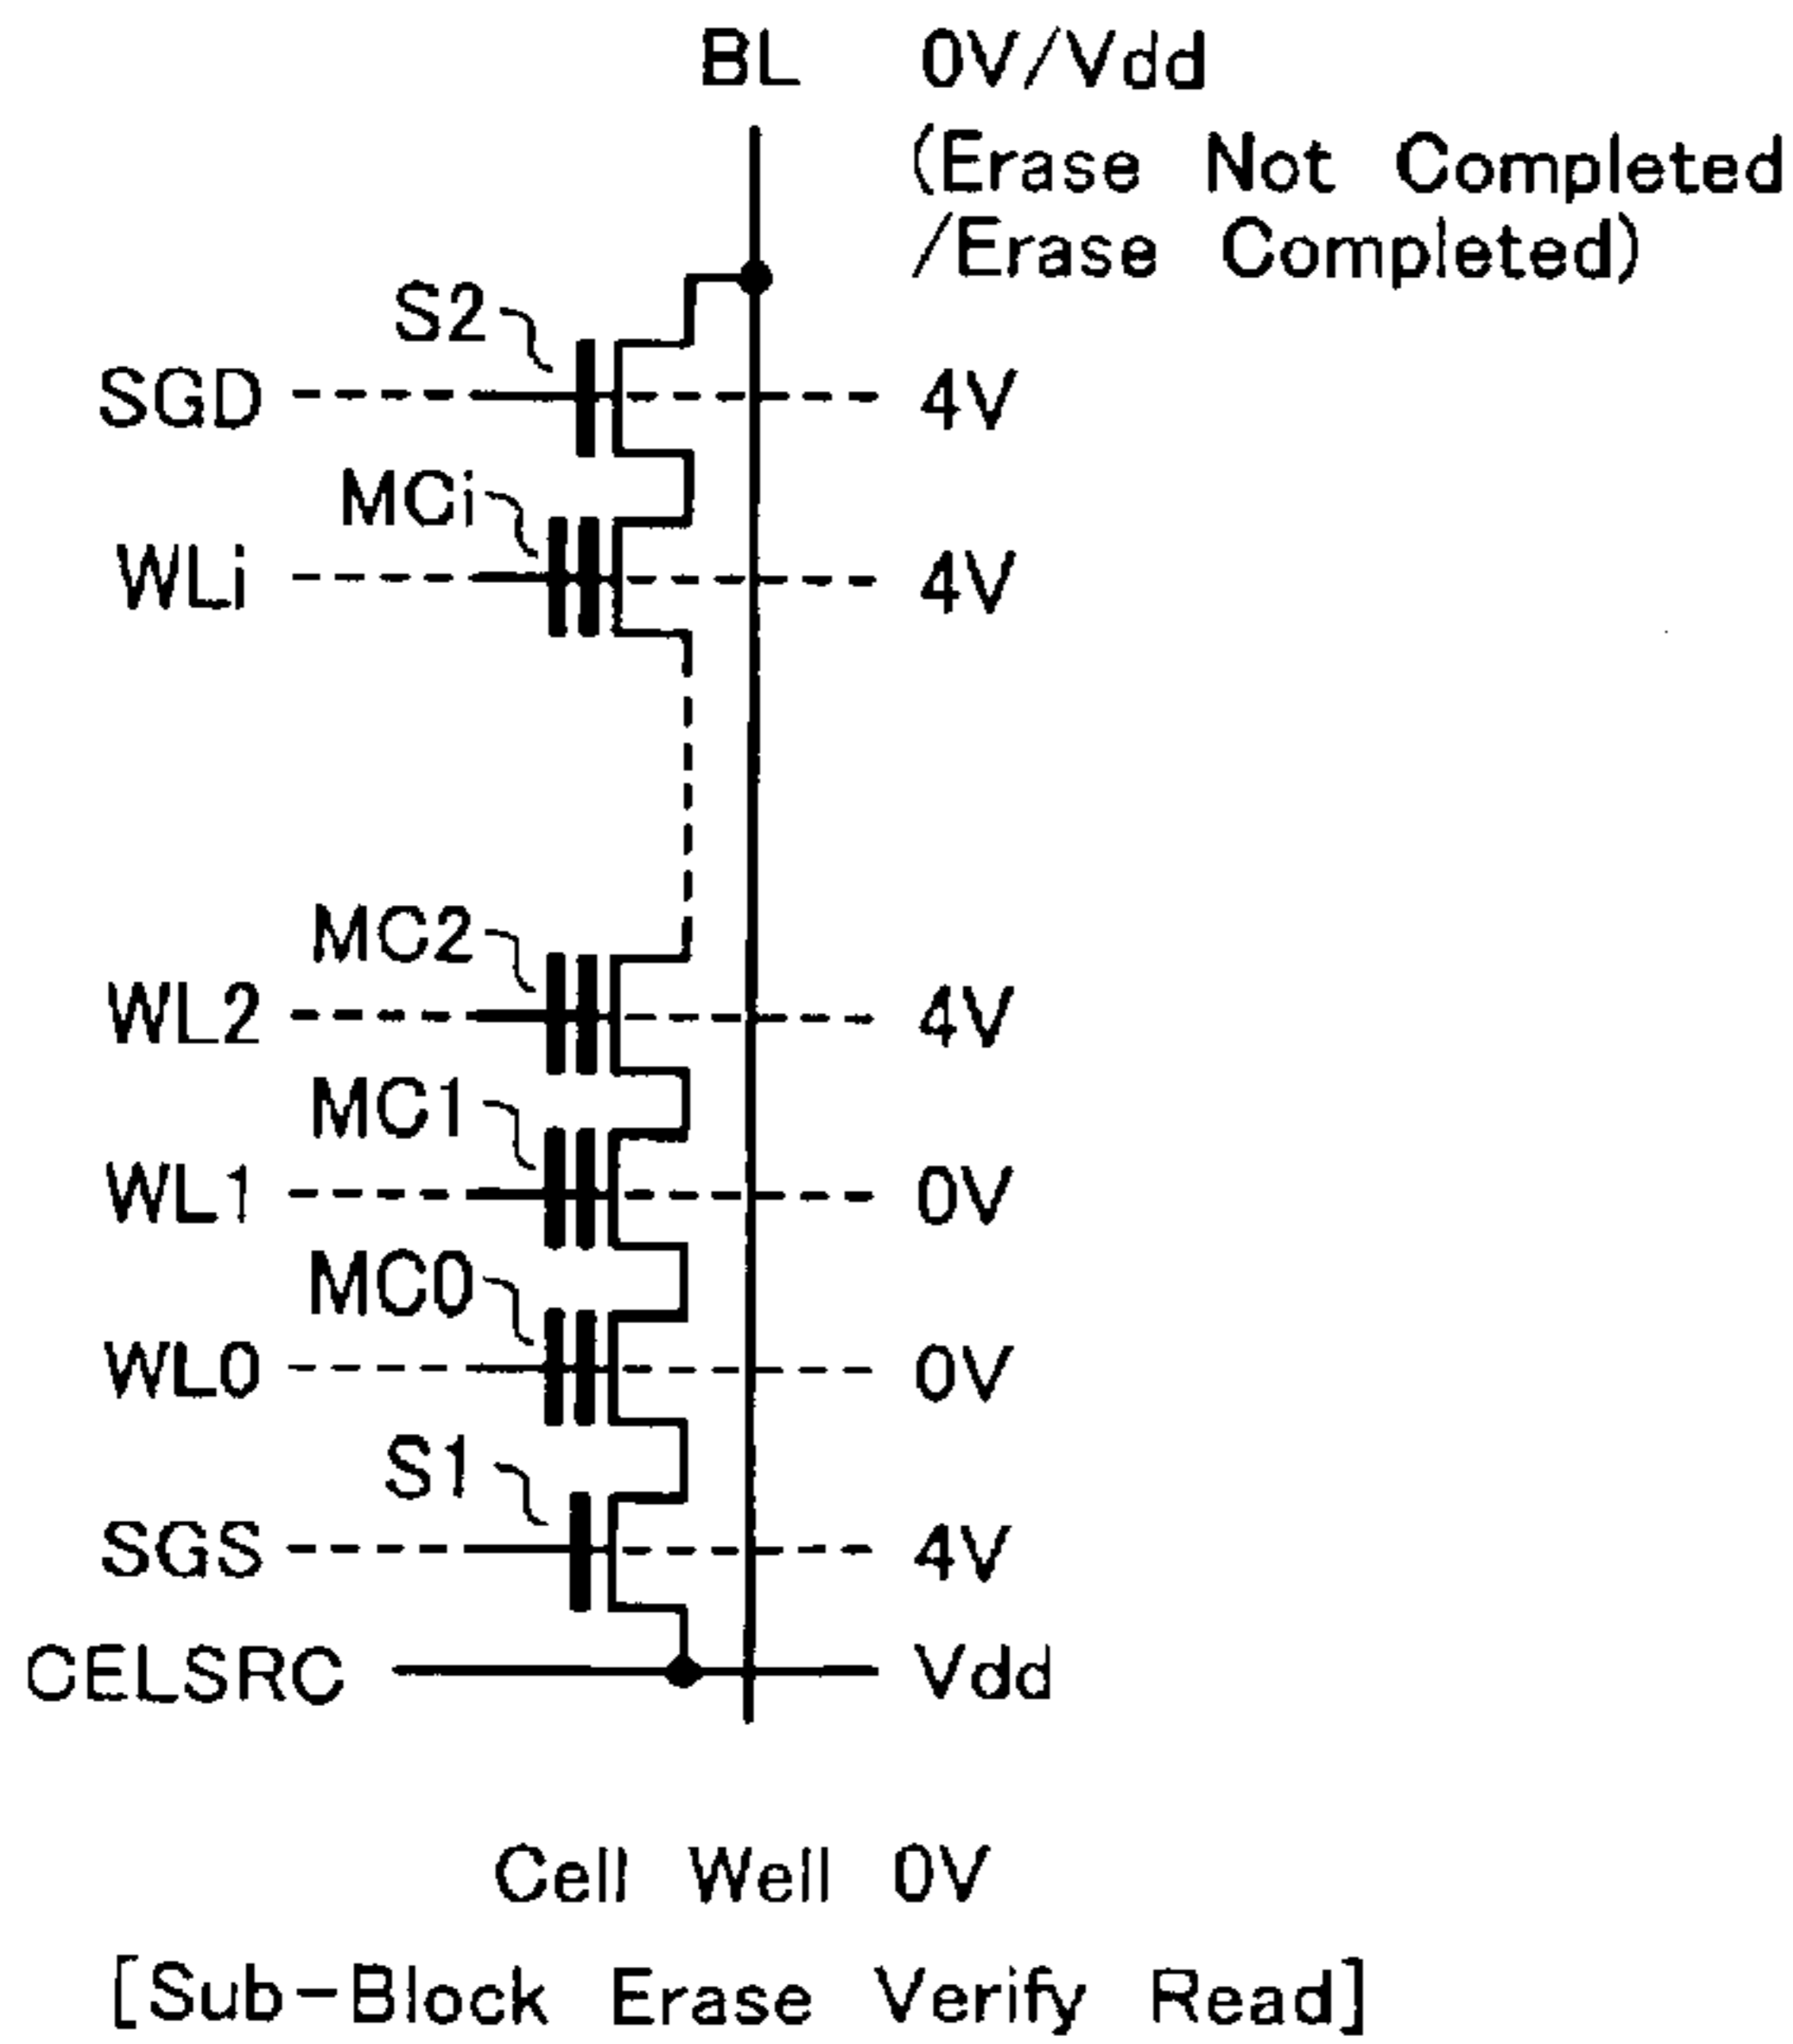 BL 0V/Vdd
(Erase Not Completed
/Erase Completed)
S2
SGD 4V
MCi
WLi 4V
MC2
WL2 4V
MC1
WL1 0V
MC0
WL0 0V
S1
SGS 4V
CELSRC Vdd
Cell Well 0V
[Sub-Block Erase Verify Read]